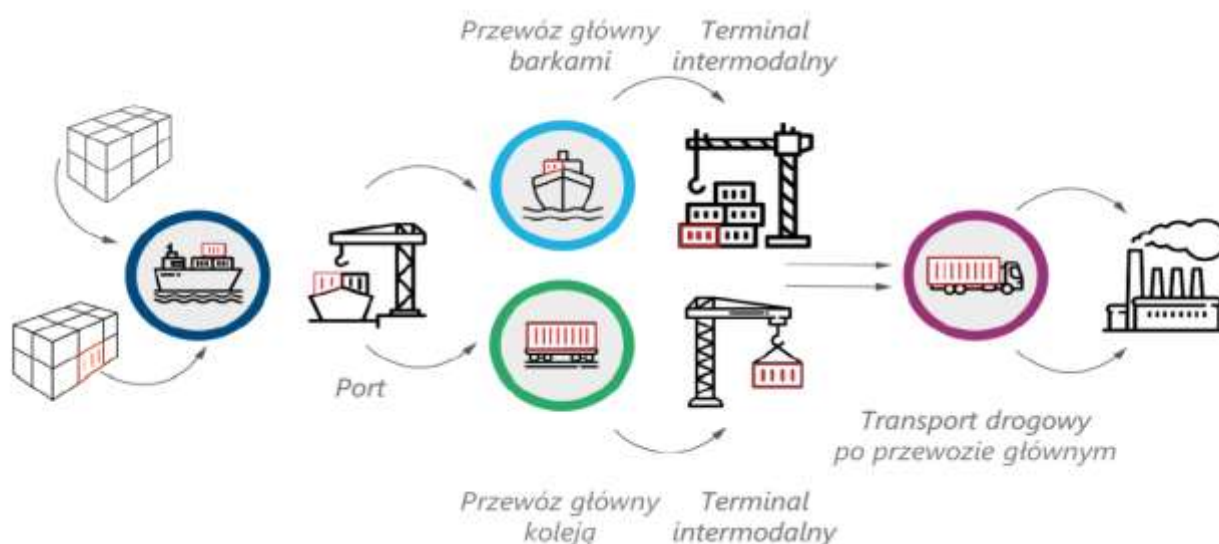 Przewóz główny
barkami
Terminal
intermodalny
Port
Transport drogowy
po przewozie głównym
Przewóz główny
koleją
Terminal
intermodalny